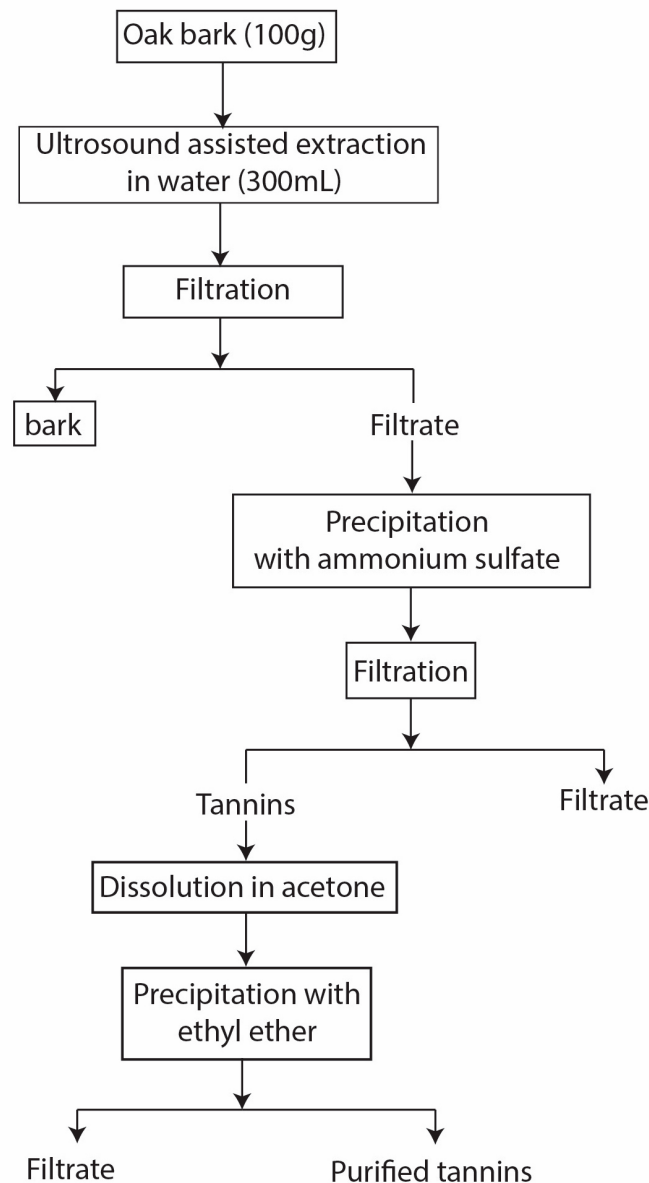 Oak bark (100g)
Ultrosound assisted extraction
in water (300mL)
Filtration
bark
Filtrate
Precipitation
with ammonium sulfate
Filtration
Tannins
Filtrate
Dissolution in acetone
Precipitation with
ethyl ether
Filtrate
Purified tannins